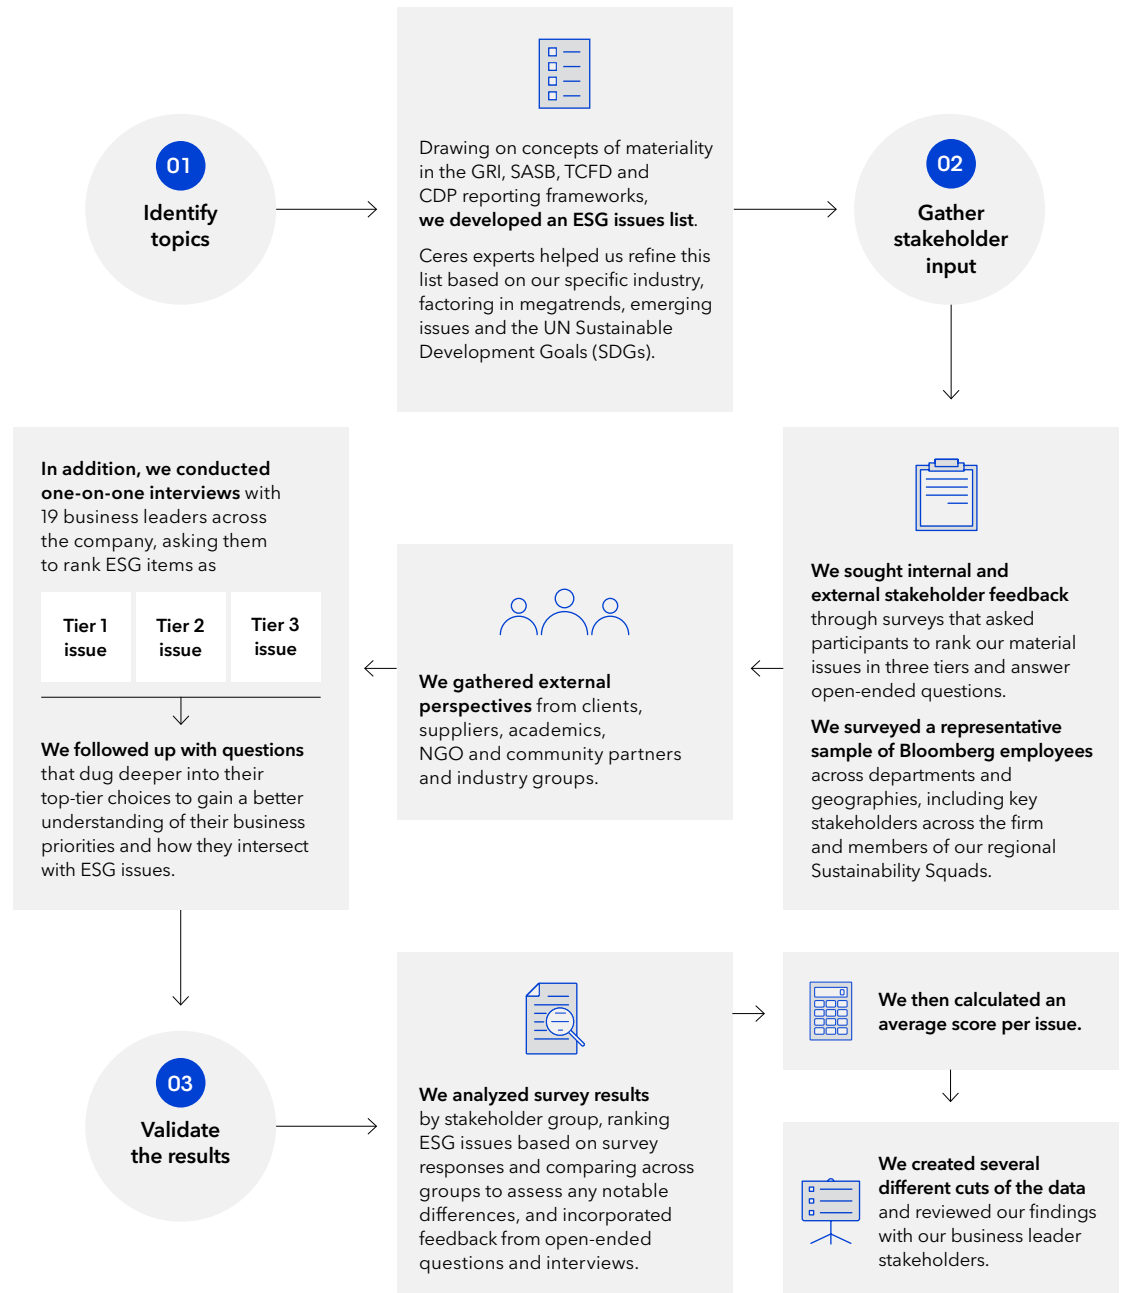 01
Identify
topics
Drawing on concepts of materiality
in the GRI, SASB, TCFD and
CDP reporting frameworks,
we developed an ESG issues list.
Ceres experts helped us refine this
list based on our specific industry,
factoring in megatrends, emerging
issues and the UN Sustainable
Development Goals (SDGs).
02
Gather
stakeholder
input
We sought internal and
external stakeholder feedback
through surveys that asked
participants to rank our material
issues in three tiers and answer
open-ended questions.
We surveyed a representative
sample of Bloomberg employees
across departments and
geographies, including key
stakeholders across the firm
and members of our regional
Sustainability Squads.
We gathered external
perspectives from clients,
suppliers, academics,
NGO and community partners
and industry groups.
In addition, we conducted
one-on-one interviews with
19 business leaders across
the company, asking them
to rank ESG items as
Tier 1
issue
Tier 2
issue
Tier 3
issue
We followed up with questions
that dug deeper into their
top-tier choices to gain a better
understanding of their business
priorities and how they intersect
with ESG issues.
03
Validate
the results
We analyzed survey results
by stakeholder group, ranking
ESG issues based on survey
responses and comparing across
groups to assess any notable
differences, and incorporated
feedback from open-ended
questions and interviews.
We then calculated an
average score per issue.
We created several
different cuts of the data
and reviewed our findings
with our business leader
stakeholders.